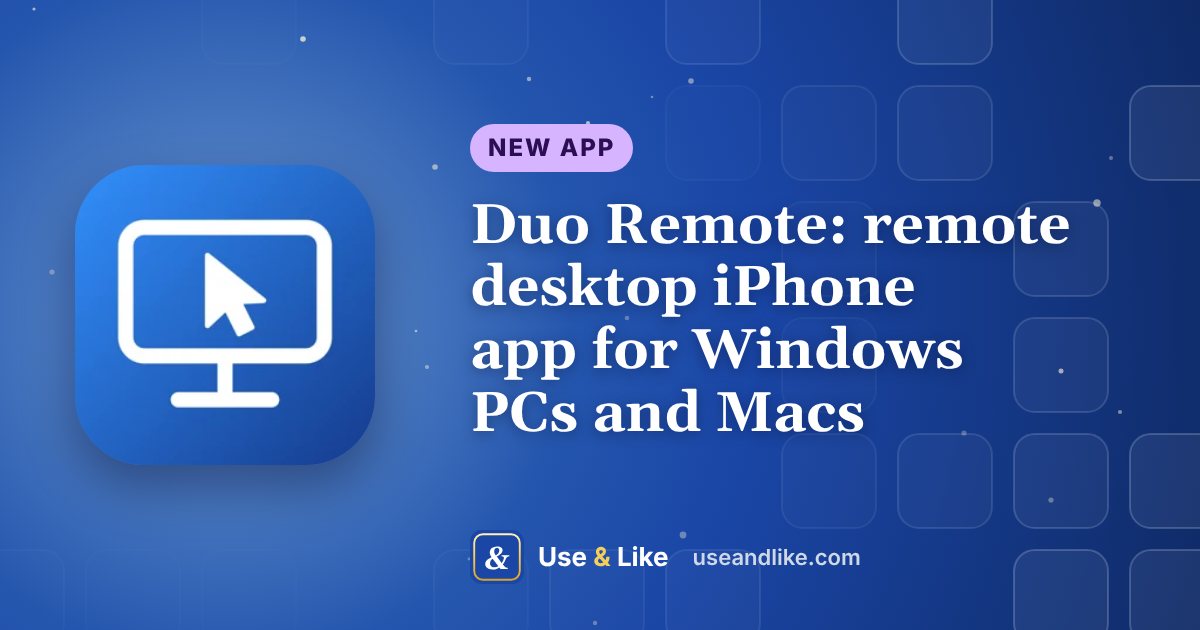 NEW APP
Duo Remote: remote
desktop iPhone
app for Windows
PCs and Macs
& Use & Like useandlike.com